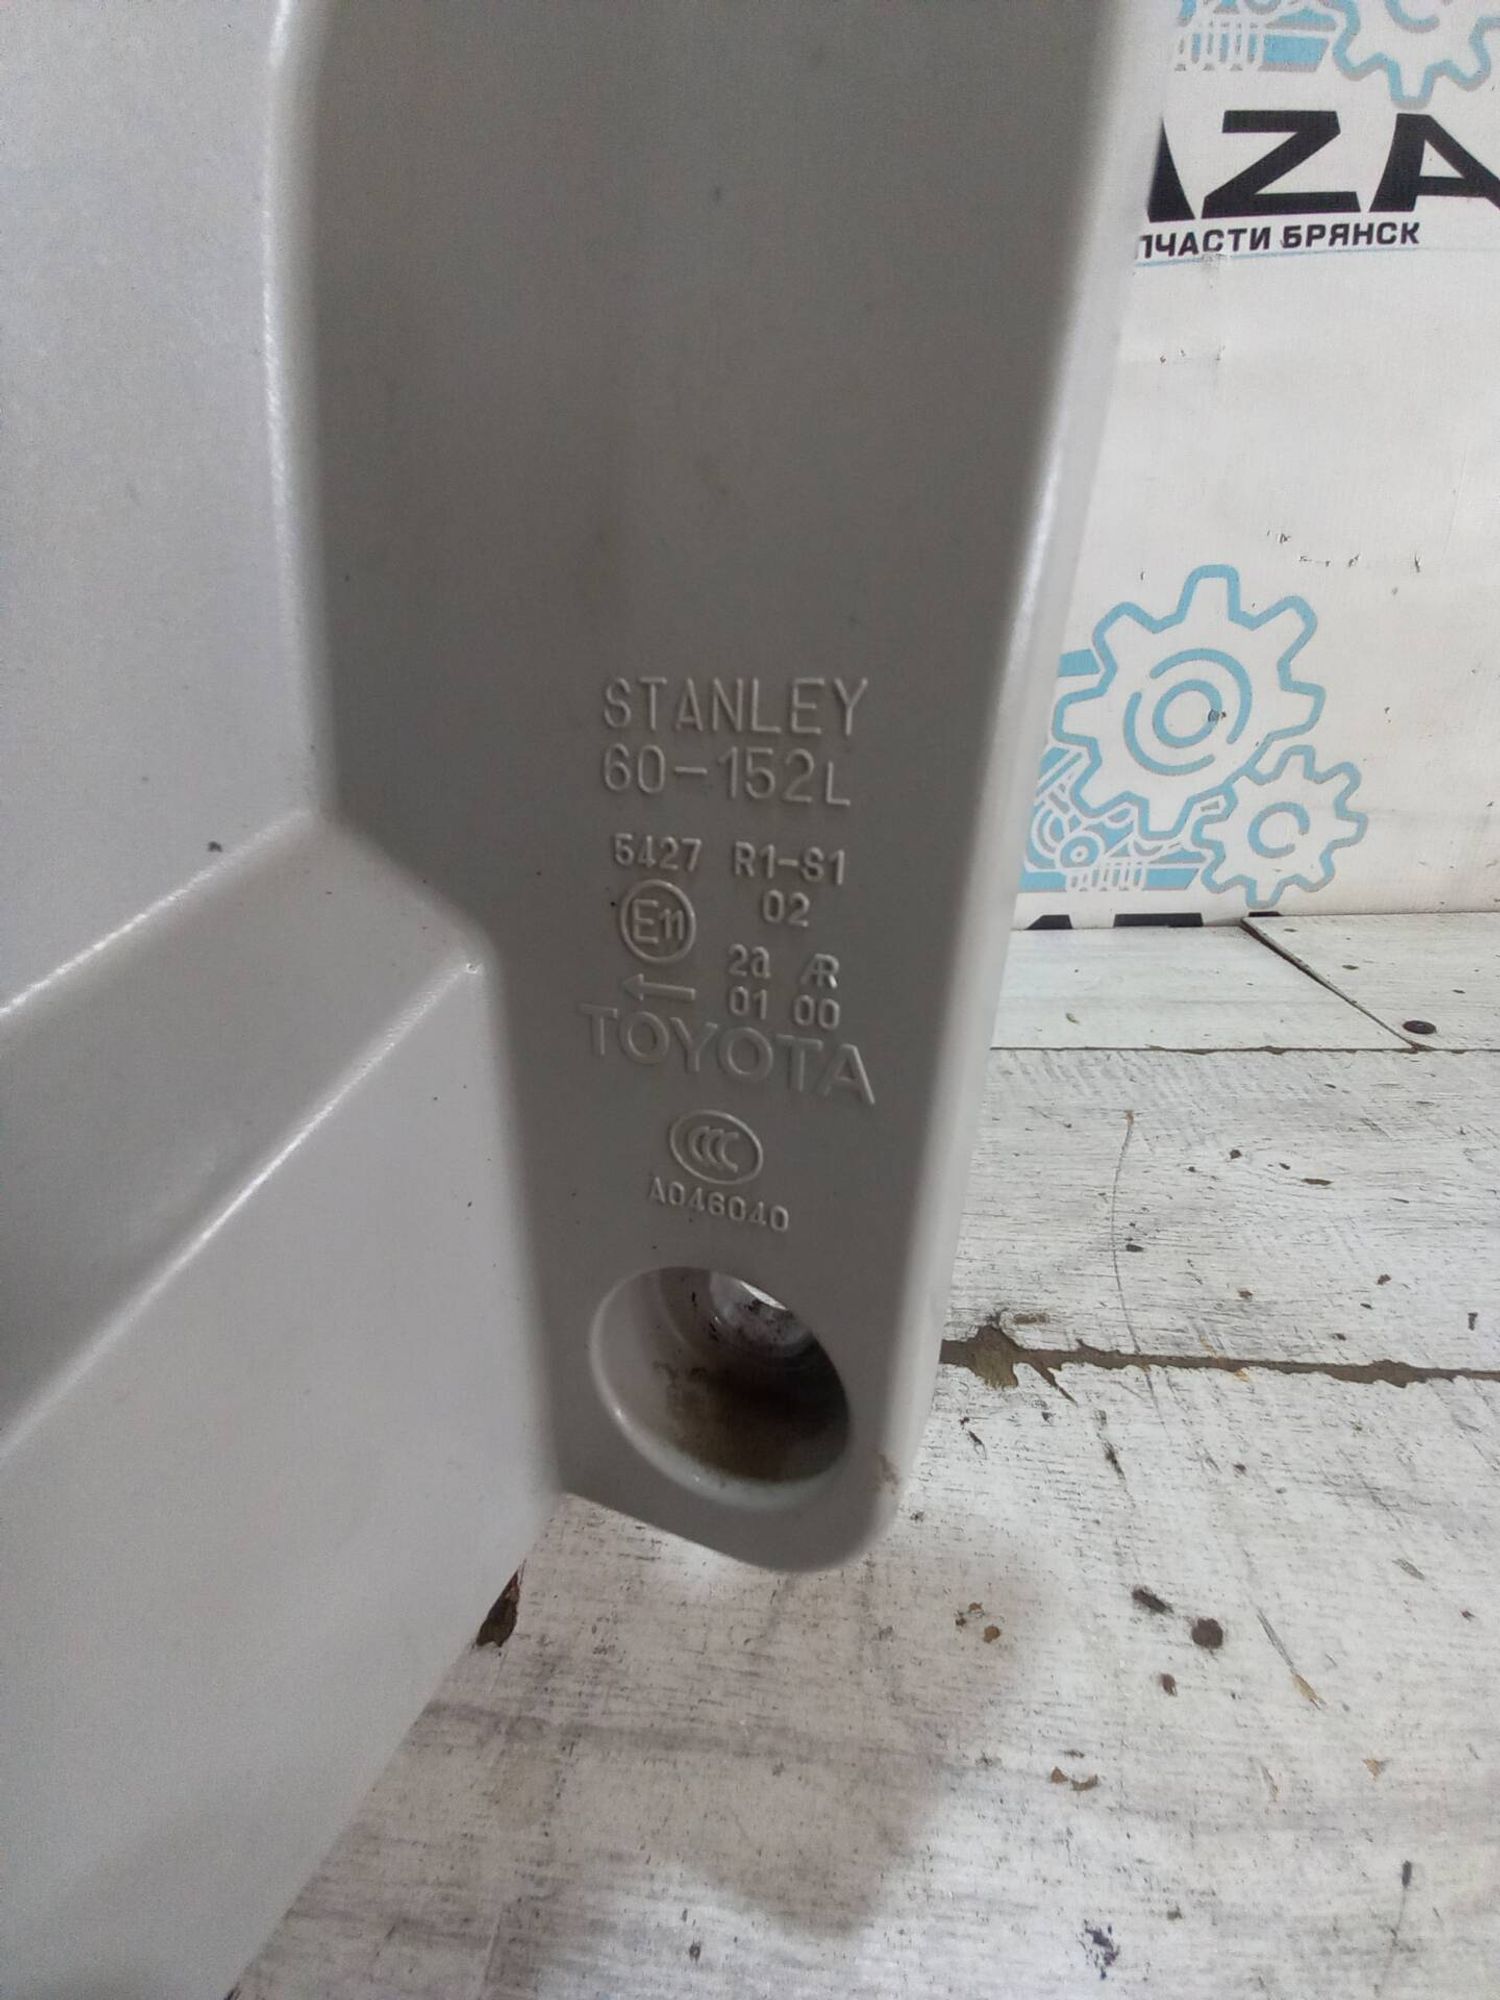 AZA
ПЧАСТИ БРЯНСК
STANLEY
60-152L
5427 R1-S1
02
E11
2a AR
← 01 00
TOYOTA
CCC
A046040